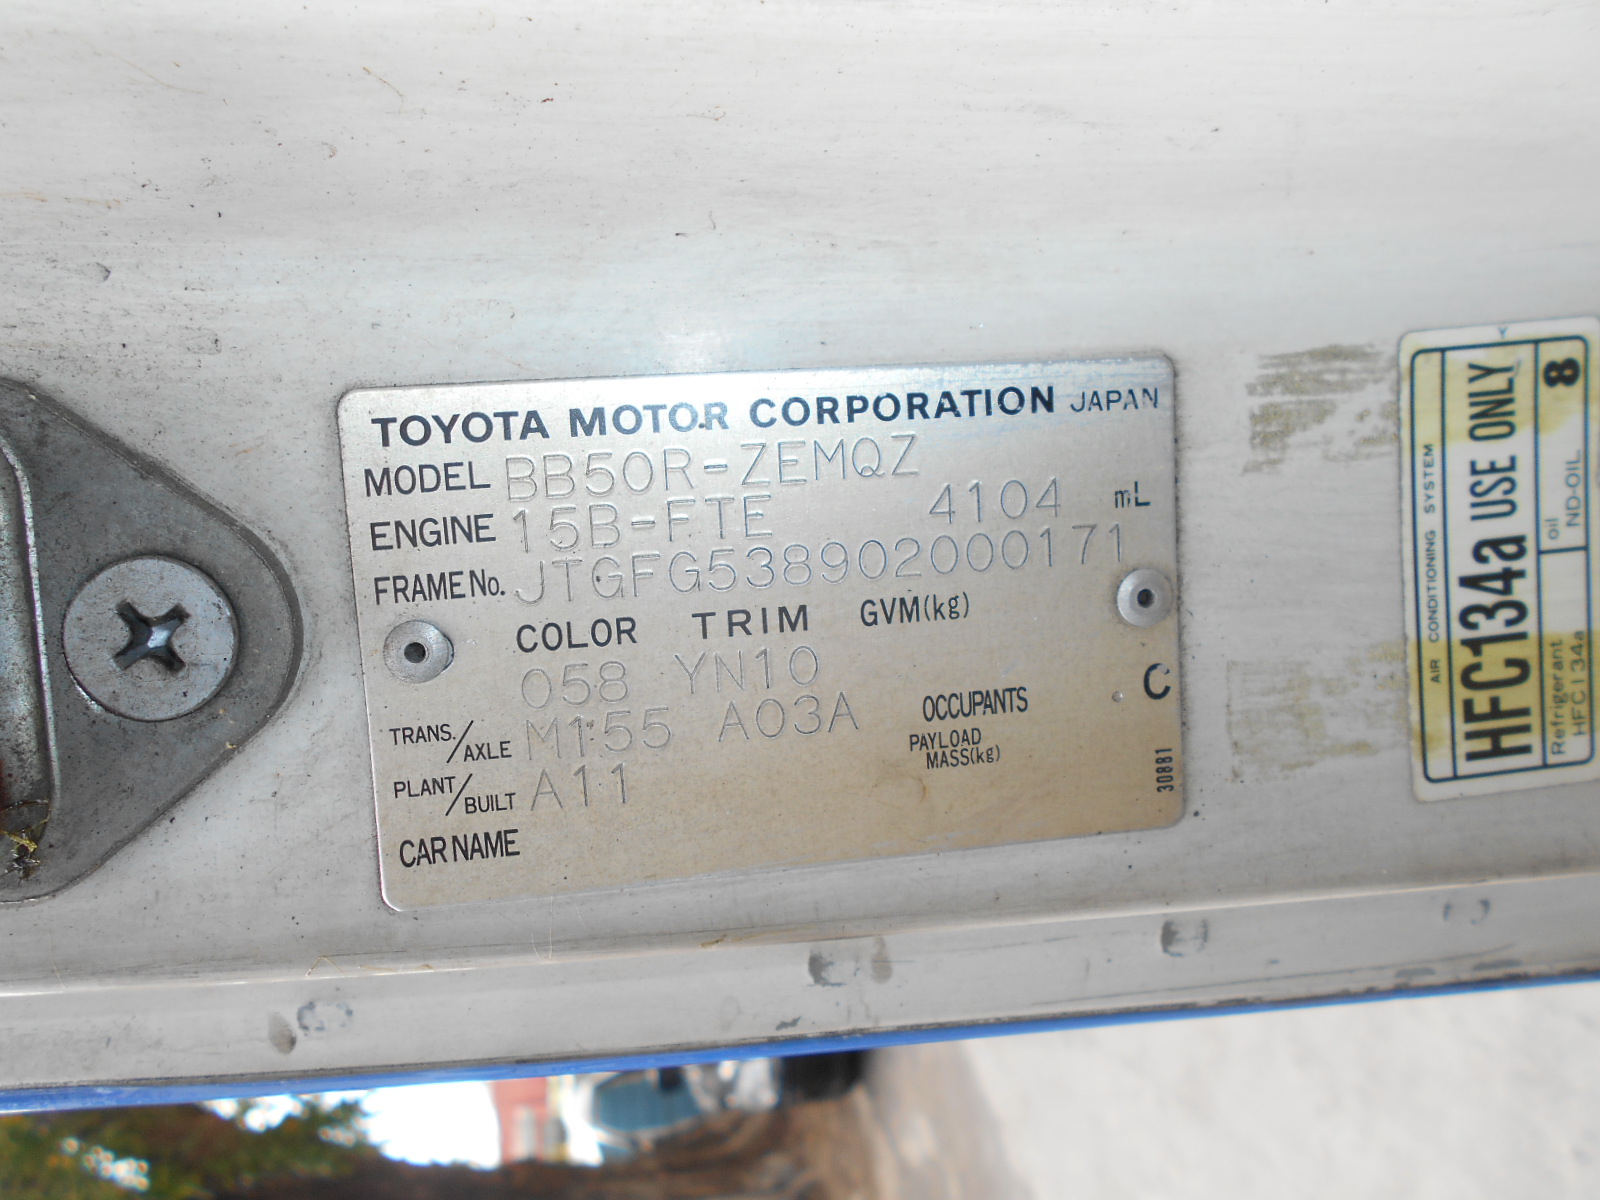 TOYOTA MOTOR CORPORATION JAPAN
MODEL BB50R-ZEMQZ
ENGINE 15B-FTE 4104 mL
FRAME No. JTGFG538902000171
COLOR TRIM GVM(kg)
058 YN10
TRANS./AXLE M155 A03A
OCCUPANTS
PAYLOAD MASS(kg)
C
PLANT/BUILT A11
30881
CAR NAME
AIR CONDITIONING SYSTEM
HFC134a USE ONLY
Refrigerant
HFC134a
oil
ND-OIL
8